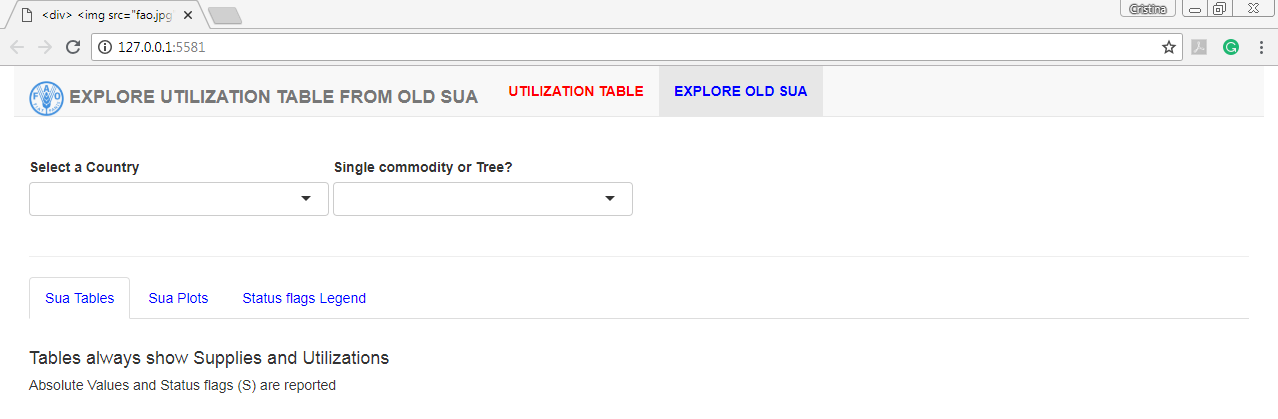 <div> <img src="fao.jpg
Cristina
127.0.0.1:5581
FAO
EXPLORE UTILIZATION TABLE FROM OLD SUA
UTILIZATION TABLE
EXPLORE OLD SUA
Select a Country
Single commodity or Tree?
Sua Tables
Sua Plots
Status flags Legend
Tables always show Supplies and Utilizations
Absolute Values and Status flags (S) are reported